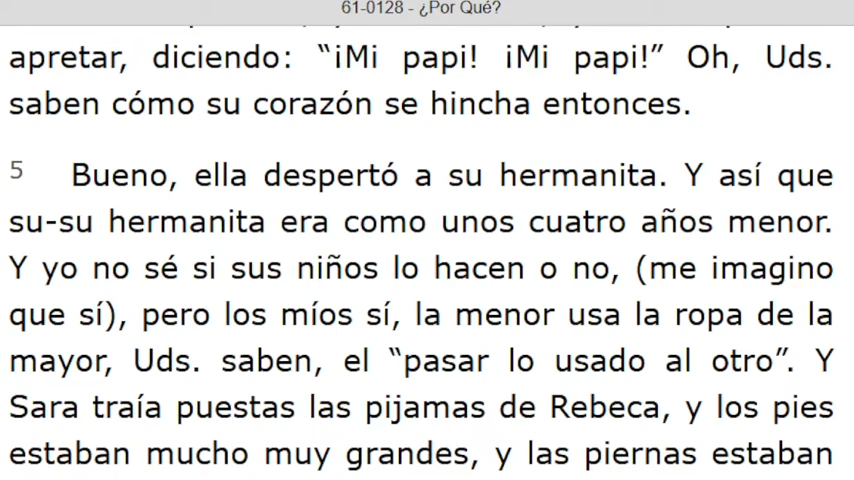 61-0128 - ¿Por Qué?
apretar, diciendo: “¡Mi papi! ¡Mi papi!” Oh, Uds.
saben cómo su corazón se hincha entonces.
5 Bueno, ella despertó a su hermanita. Y así que
su-su hermanita era como unos cuatro años menor.
Y yo no sé si sus niños lo hacen o no, (me imagino
que sí), pero los míos sí, la menor usa la ropa de la
mayor, Uds. saben, el “pasar lo usado al otro”. Y
Sara traía puestas las pijamas de Rebeca, y los pies
estaban mucho muy grandes, y las piernas estaban